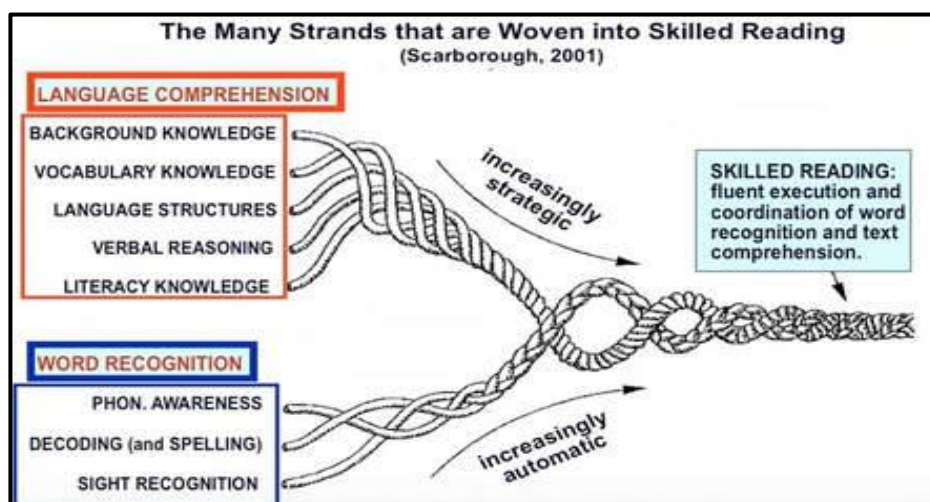 The Many Strands that are Woven into Skilled Reading
(Scarborough, 2001)
LANGUAGE COMPREHENSION
BACKGROUND KNOWLEDGE
VOCABULARY KNOWLEDGE
LANGUAGE STRUCTURES
VERBAL REASONING
LITERACY KNOWLEDGE
increasingly
strategic
SKILLED READING:
fluent execution and
coordination of word
recognition and text
comprehension.
WORD RECOGNITION
PHON. AWARENESS
DECODING (and SPELLING)
SIGHT RECOGNITION
increasingly
automatic